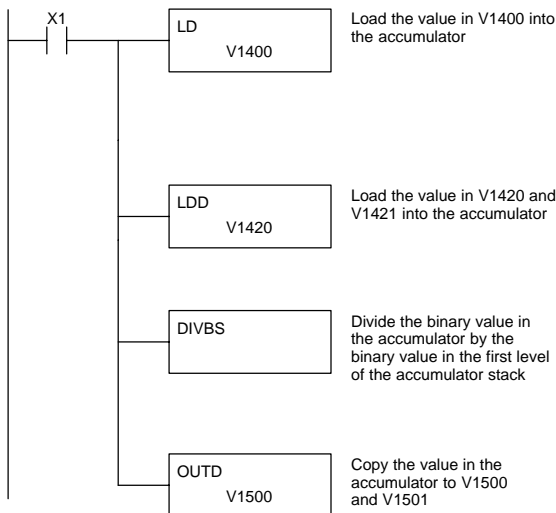 X1
LD
V1400
Load the value in V1400 into
the accumulator
LDD
V1420
Load the value in V1420 and
V1421 into the accumulator
DIVBS
Divide the binary value in
the accumulator by the
binary value in the first level
of the accumulator stack
OUTD
V1500
Copy the value in the
accumulator to V1500
and V1501